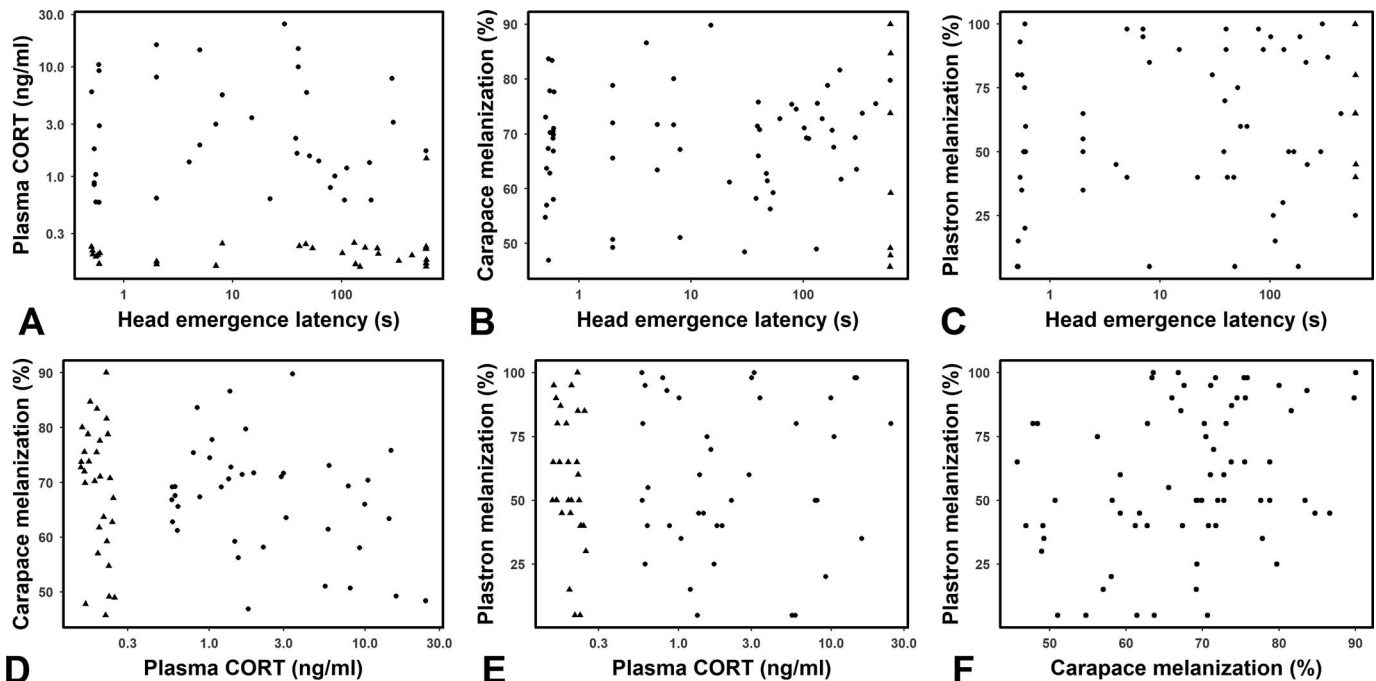 30.0
10.0
3.0
1.0
0.3
Plasma CORT (ng/ml)
1
10
100
Head emergence latency (s)
A
90
80
70
60
50
Carapace melanization (%)
1
10
100
Head emergence latency (s)
B
100
75
50
25
Plastron melanization (%)
1
10
100
Head emergence latency (s)
C
90
80
70
60
50
Carapace melanization (%)
0.3
1.0
3.0
10.0
30.0
Plasma CORT (ng/ml)
D
100
75
50
25
Plastron melanization (%)
0.3
1.0
3.0
10.0
30.0
Plasma CORT (ng/ml)
E
100
75
50
25
Plastron melanization (%)
50
60
70
80
90
Carapace melanization (%)
F